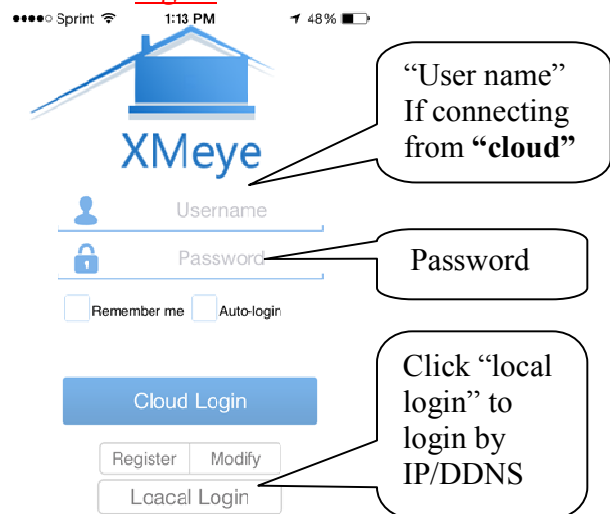 Sprint 1:13 PM 48%
XMeye
Username
Password
Remember me Auto-login
Cloud Login
Register Modify
Loacal Login
“User name”
If connecting
from “cloud”
Password
Click “local
login” to
login by
IP/DDNS